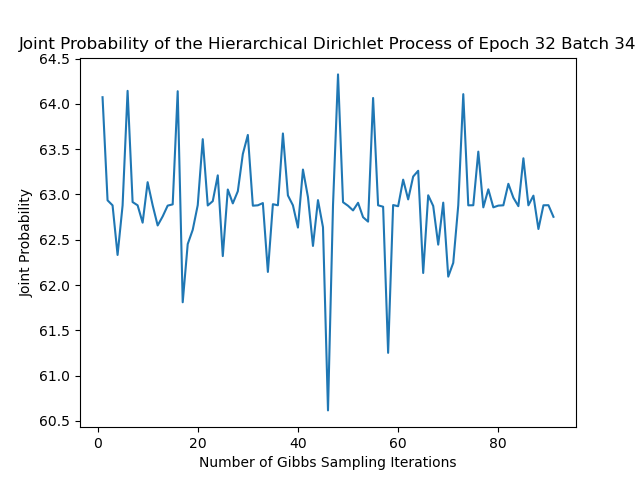 Joint Probability of the Hierarchical Dirichlet Process of Epoch 32 Batch 34
64.5
64.0
63.5
63.0
62.5
62.0
61.5
61.0
60.5
Joint Probability
0 20 40 60 80
Number of Gibbs Sampling Iterations